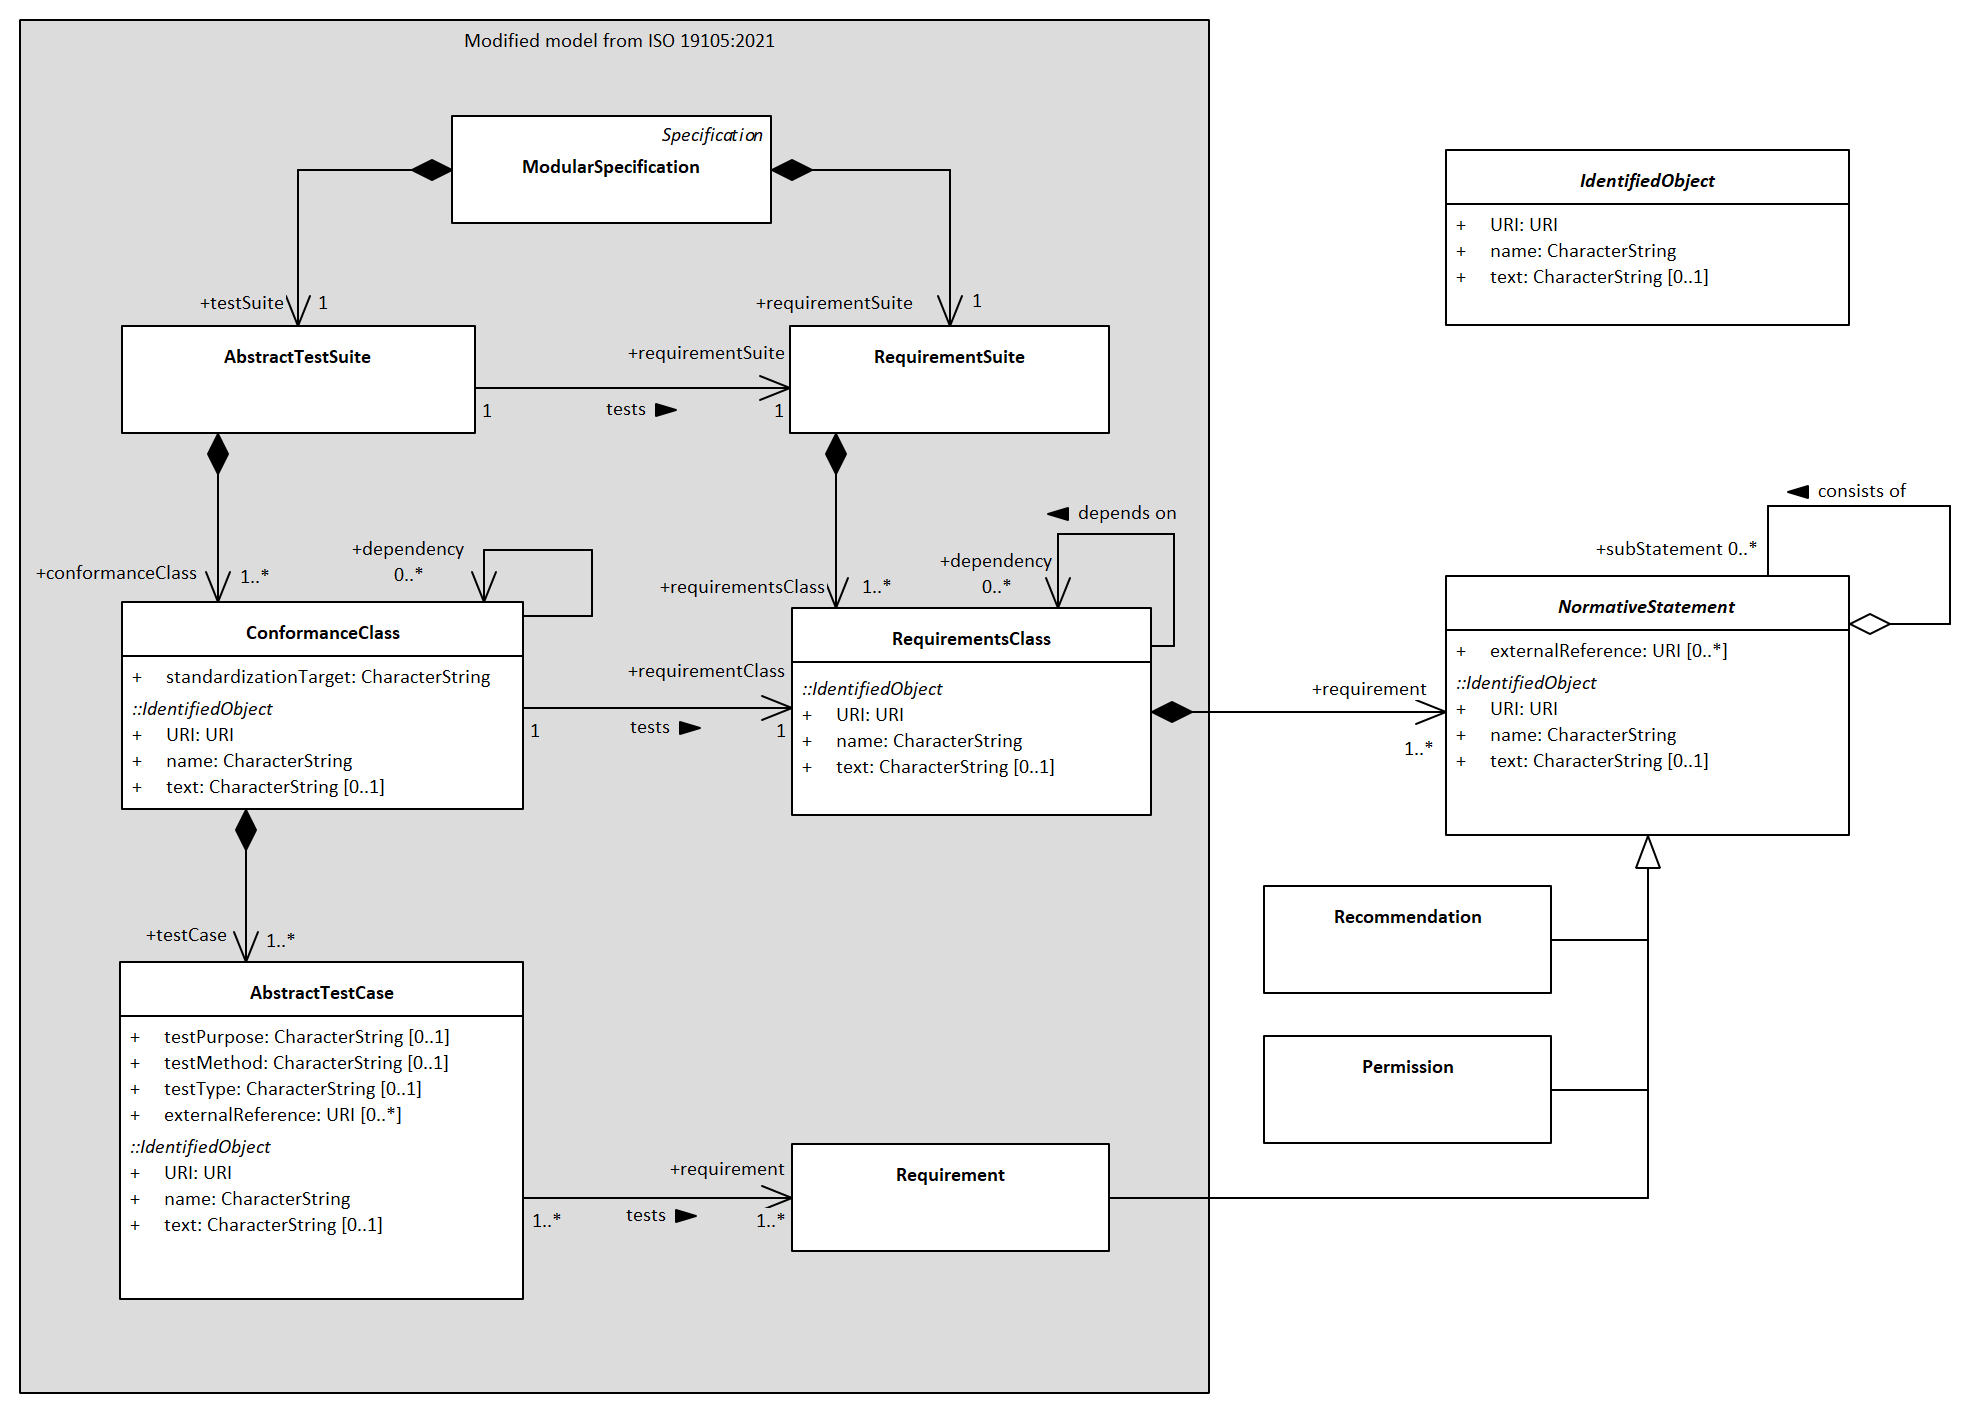 Modified model from ISO 19105:2021
Specification
ModularSpecification
IdentifiedObject
+ URI: URI
+ name: CharacterString
+ text: CharacterString [0..1]
+testSuite 1
+requirementSuite 1
AbstractTestSuite
+requirementSuite
1 tests 1
RequirementSuite
consists of
depends on
+subStatement 0..*
+conformanceClass 1..*
+dependency
0..*
+requirementsClass 1..*
+dependency
0..*
ConformanceClass
+ standardizationTarget: CharacterString
::IdentifiedObject
+ URI: URI
+ name: CharacterString
+ text: CharacterString [0..1]
+requirementClass
1 tests 1
RequirementsClass
::IdentifiedObject
+ URI: URI
+ name: CharacterString
+ text: CharacterString [0..1]
+requirement
1..*
NormativeStatement
+ externalReference: URI [0..*]
::IdentifiedObject
+ URI: URI
+ name: CharacterString
+ text: CharacterString [0..1]
Recommendation
Permission
+testCase 1..*
AbstractTestCase
+ testPurpose: CharacterString [0..1]
+ testMethod: CharacterString [0..1]
+ testType: CharacterString [0..1]
+ externalReference: URI [0..*]
::IdentifiedObject
+ URI: URI
+ name: CharacterString
+ text: CharacterString [0..1]
+requirement
1..* tests 1..*
Requirement